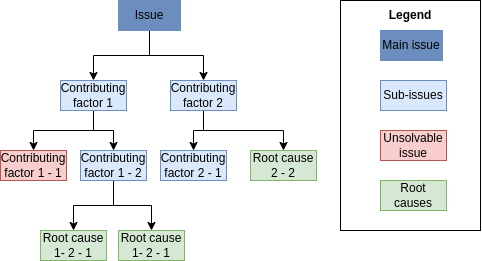 Issue
Contributing
factor 1
Contributing
factor 2
Contributing
factor 1 - 1
Contributing
factor 1 - 2
Contributing
factor 2 - 1
Root cause
2 - 2
Root cause
1- 2 - 1
Root cause
1- 2 - 1
Legend
Main issue
Sub-issues
Unsolvable
issue
Root
causes